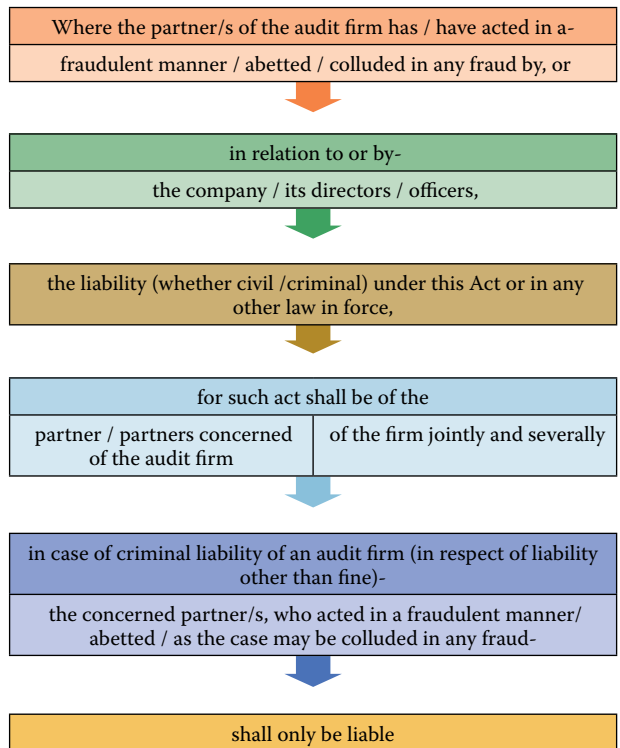 Where the partner/s of the audit firm has / have acted in a-
fraudulent manner / abetted / colluded in any fraud by, or
in relation to or by-
the company / its directors / officers,
the liability (whether civil /criminal) under this Act or in any
other law in force,
for such act shall be of the
partner / partners concerned
of the audit firm
of the firm jointly and severally
in case of criminal liability of an audit firm (in respect of liability
other than fine)-
the concerned partner/s, who acted in a fraudulent manner/
abetted / as the case may be colluded in any fraud-
shall only be liable